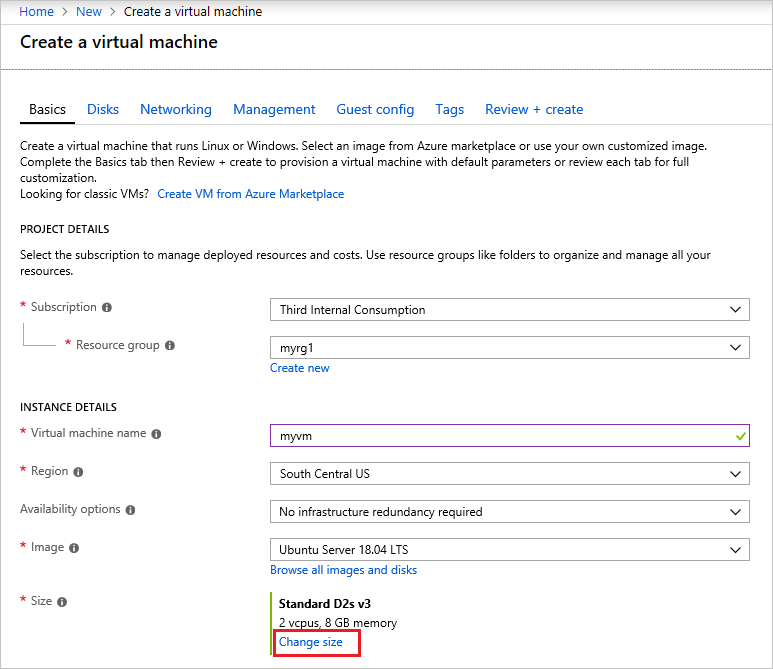 Home > New > Create a virtual machine
Create a virtual machine
Basics Disks Networking Management Guest config Tags Review + create
Create a virtual machine that runs Linux or Windows. Select an image from Azure marketplace or use your own customized image.
Complete the Basics tab then Review + create to provision a virtual machine with default parameters or review each tab for full
customization.
Looking for classic VMs? Create VM from Azure Marketplace
PROJECT DETAILS
Select the subscription to manage deployed resources and costs. Use resource groups like folders to organize and manage all your
resources.
* Subscription Third Internal Consumption
* Resource group myrg1
Create new
INSTANCE DETAILS
* Virtual machine name myvm
* Region South Central US
Availability options No infrastructure redundancy required
* Image Ubuntu Server 18.04 LTS
Browse all images and disks
* Size Standard D2s v3
2 vcpus, 8 GB memory
Change size